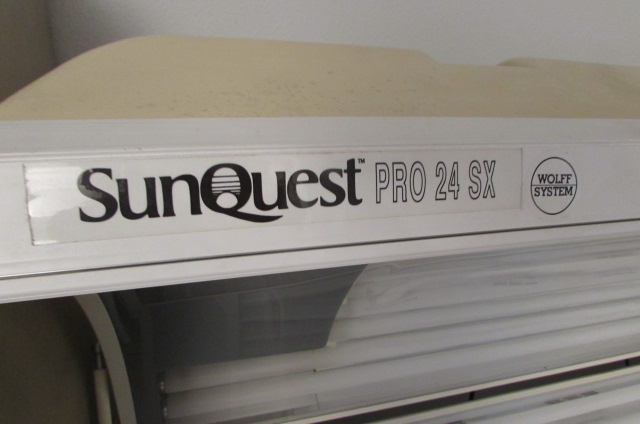 SunQuest™ PRO 24 SX
WOLFF
SYSTEM